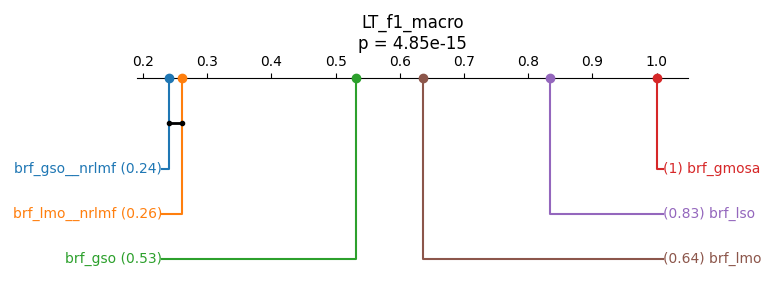 LT_f1_macro
p = 4.85e-15
0.2 0.3 0.4 0.5 0.6 0.7 0.8 0.9 1.0
brf_gso__nrlmf (0.24)
(1) brf_gmosa
brf_lmo__nrlmf (0.26)
(0.83) brf_lso
brf_gso (0.53)
(0.64) brf_lmo